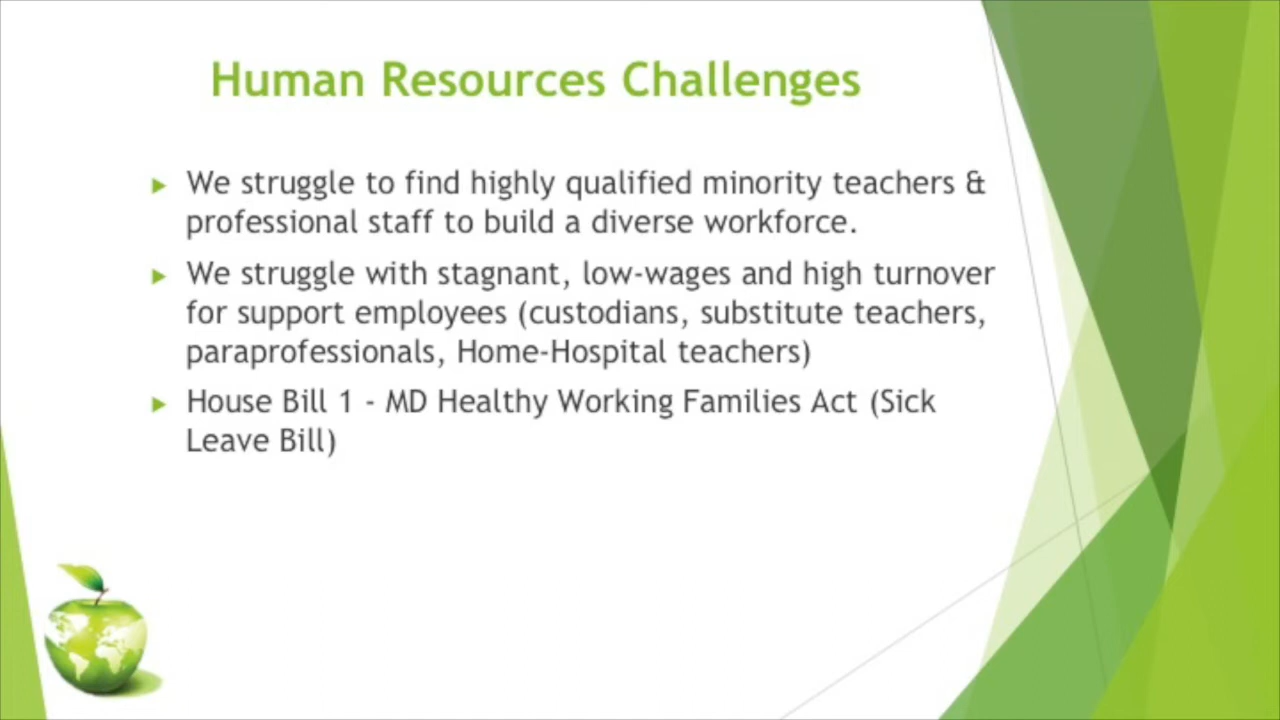 Human Resources Challenges
We struggle to find highly qualified minority teachers &
professional staff to build a diverse workforce.
We struggle with stagnant, low-wages and high turnover
for support employees (custodians, substitute teachers,
paraprofessionals, Home-Hospital teachers)
House Bill 1 - MD Healthy Working Families Act (Sick
Leave Bill)